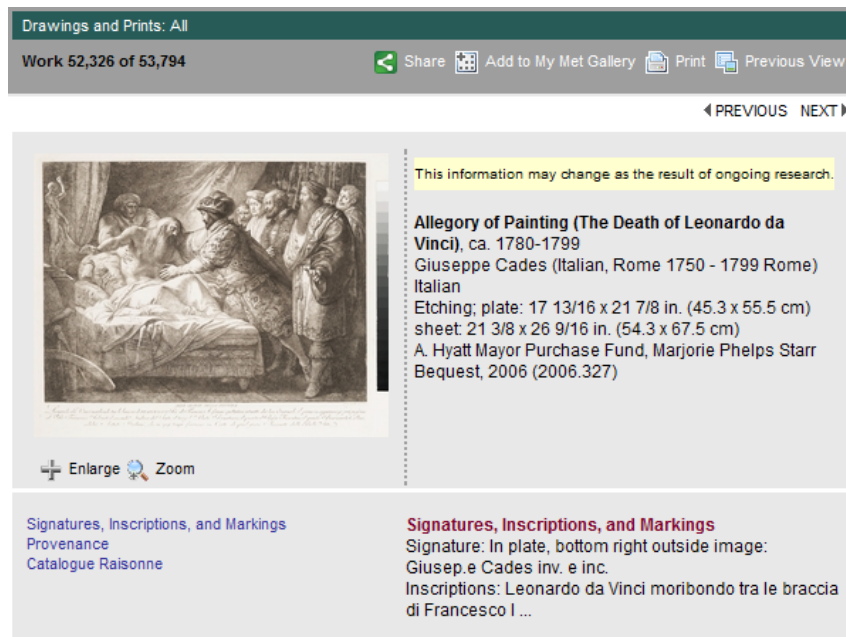 Drawings and Prints: All
Work 52,326 of 53,794
Share Add to My Met Gallery Print Previous View
PREVIOUS NEXT
This information may change as the result of ongoing research.
Allegory of Painting (The Death of Leonardo da
Vinci), ca. 1780-1799
Giuseppe Cades (Italian, Rome 1750 - 1799 Rome)
Italian
Etching; plate: 17 13/16 x 21 7/8 in. (45.3 x 55.5 cm)
sheet: 21 3/8 x 26 9/16 in. (54.3 x 67.5 cm)
A. Hyatt Mayor Purchase Fund, Marjorie Phelps Starr
Bequest, 2006 (2006.327)
Enlarge Zoom
Signatures, Inscriptions, and Markings
Provenance
Catalogue Raisonne
Signatures, Inscriptions, and Markings
Signature: In plate, bottom right outside image:
Giusep.e Cades inv. e inc.
Inscriptions: Leonardo da Vinci moribondo tra le braccia
di Francesco I ...